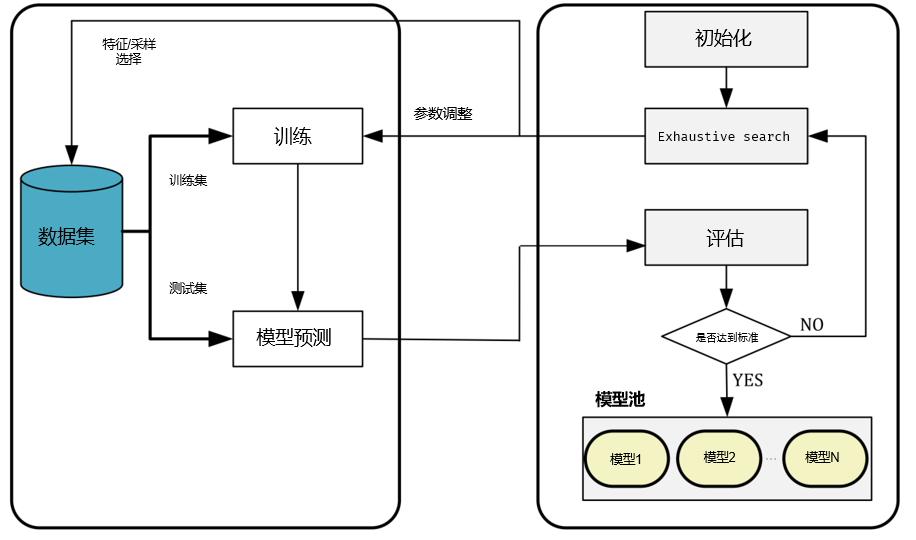 特征/采样
选择
数据集
训练集
测试集
训练
模型预测
参数调整
初始化
Exhaustive search
评估
是否达到标准
NO
YES
模型池
模型1
模型2
...
模型N